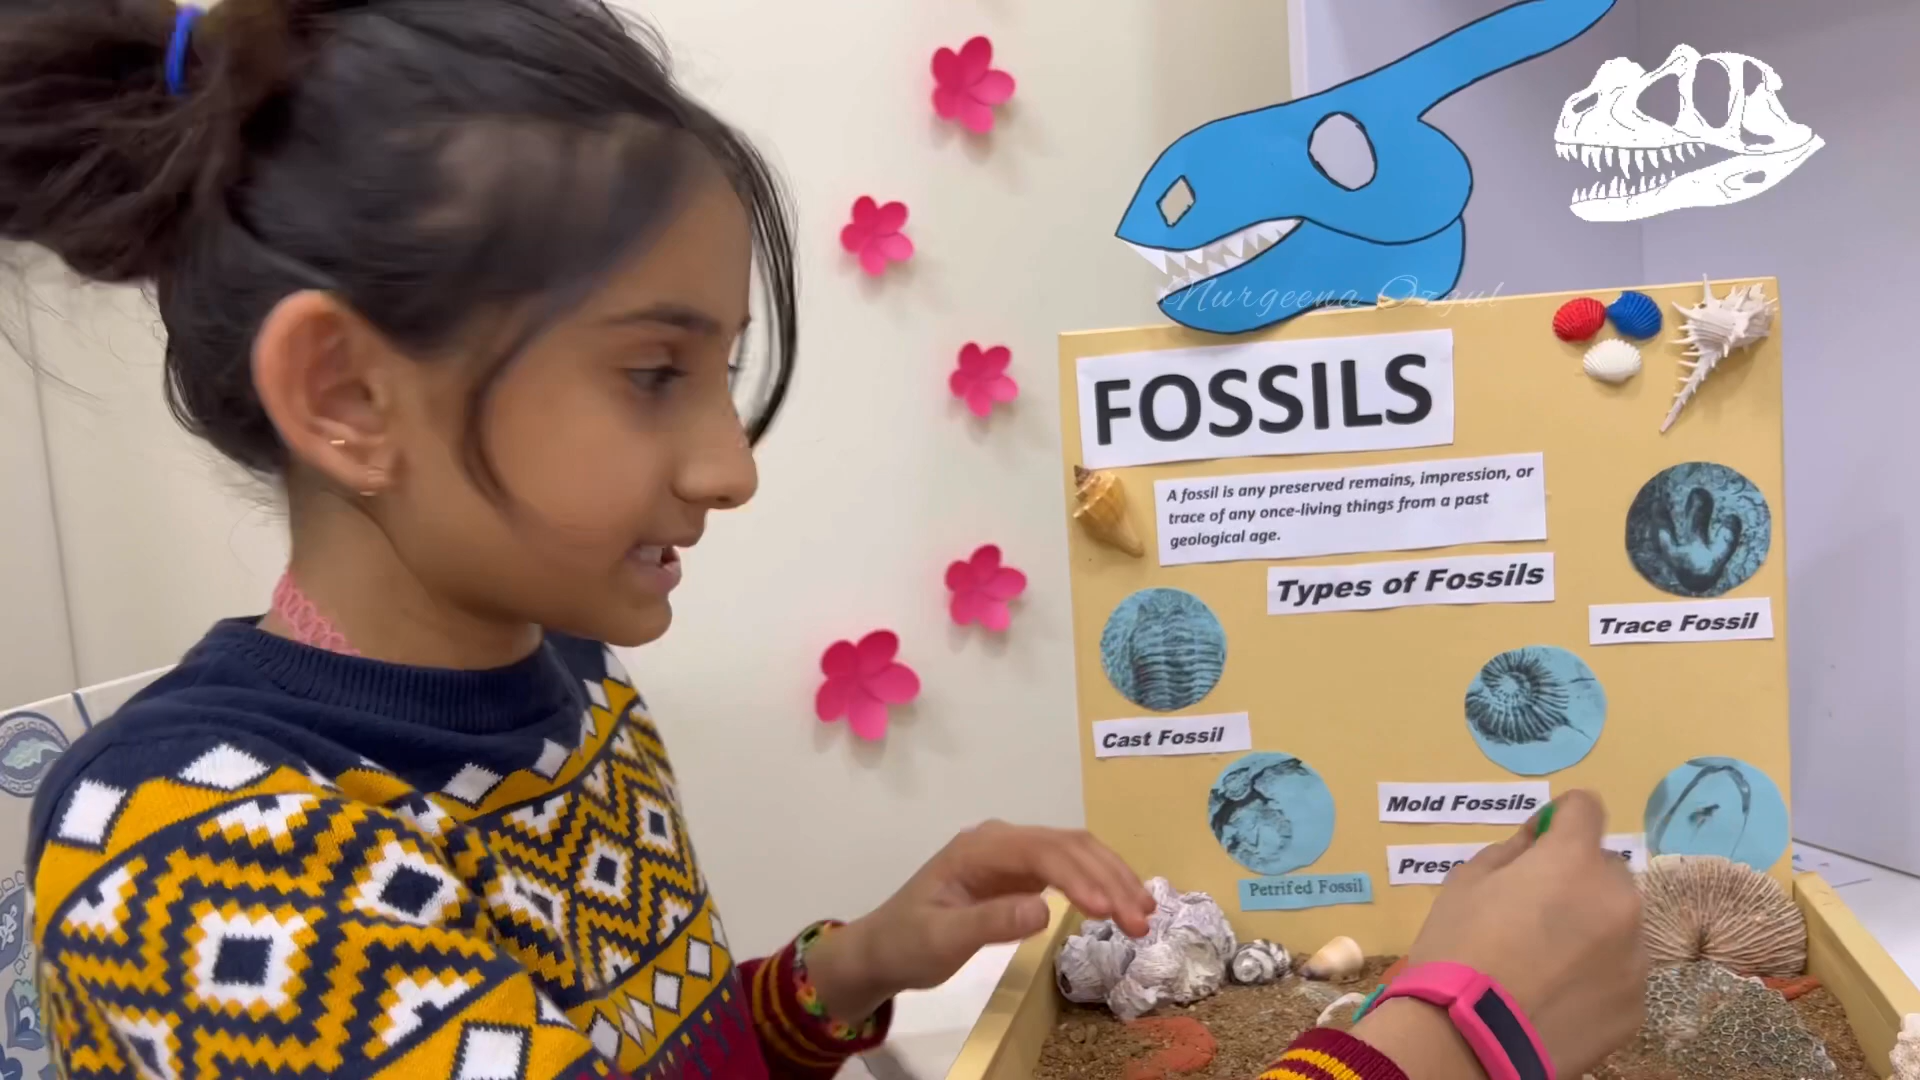 Nurgeena Ozgul
FOSSILS
A fossil is any preserved remains, impression, or
trace of any once-living things from a past
geological age.
Types of Fossils
Trace Fossil
Cast Fossil
Mold Fossils
Petrifed Fossil